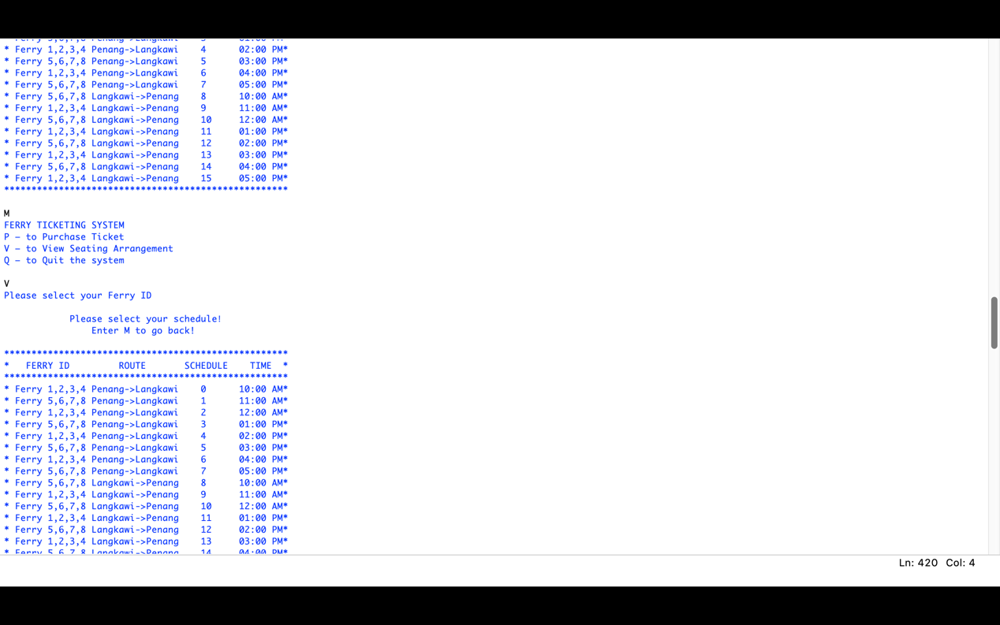 * Ferry 5,6,7,8 Penang->Langkawi    3      01:00 PM*
* Ferry 1,2,3,4 Penang->Langkawi    4      02:00 PM*
* Ferry 5,6,7,8 Penang->Langkawi    5      03:00 PM*
* Ferry 1,2,3,4 Penang->Langkawi    6      04:00 PM*
* Ferry 5,6,7,8 Penang->Langkawi    7      05:00 PM*
* Ferry 5,6,7,8 Langkawi->Penang    8      10:00 AM*
* Ferry 1,2,3,4 Langkawi->Penang    9      11:00 AM*
* Ferry 5,6,7,8 Langkawi->Penang    10     12:00 AM*
* Ferry 1,2,3,4 Langkawi->Penang    11     01:00 PM*
* Ferry 5,6,7,8 Langkawi->Penang    12     02:00 PM*
* Ferry 1,2,3,4 Langkawi->Penang    13     03:00 PM*
* Ferry 5,6,7,8 Langkawi->Penang    14     04:00 PM*
* Ferry 1,2,3,4 Langkawi->Penang    15     05:00 PM*
****************************************************
M
FERRY TICKETING SYSTEM
P – to Purchase Ticket
V – to View Seating Arrangement
Q – to Quit the system
V
Please select your Ferry ID
Please select your schedule!
Enter M to go back!
****************************************************
*   FERRY ID         ROUTE       SCHEDULE    TIME  *
****************************************************
* Ferry 1,2,3,4 Penang->Langkawi    0      10:00 AM*
* Ferry 5,6,7,8 Penang->Langkawi    1      11:00 AM*
* Ferry 1,2,3,4 Penang->Langkawi    2      12:00 AM*
* Ferry 5,6,7,8 Penang->Langkawi    3      01:00 PM*
* Ferry 1,2,3,4 Penang->Langkawi    4      02:00 PM*
* Ferry 5,6,7,8 Penang->Langkawi    5      03:00 PM*
* Ferry 1,2,3,4 Penang->Langkawi    6      04:00 PM*
* Ferry 5,6,7,8 Penang->Langkawi    7      05:00 PM*
* Ferry 5,6,7,8 Langkawi->Penang    8      10:00 AM*
* Ferry 1,2,3,4 Langkawi->Penang    9      11:00 AM*
* Ferry 5,6,7,8 Langkawi->Penang    10     12:00 AM*
* Ferry 1,2,3,4 Langkawi->Penang    11     01:00 PM*
* Ferry 5,6,7,8 Langkawi->Penang    12     02:00 PM*
* Ferry 1,2,3,4 Langkawi->Penang    13     03:00 PM*
* Ferry 5,6,7,8 Langkawi->Penang    14     04:00 PM*
Ln: 420 Col: 4